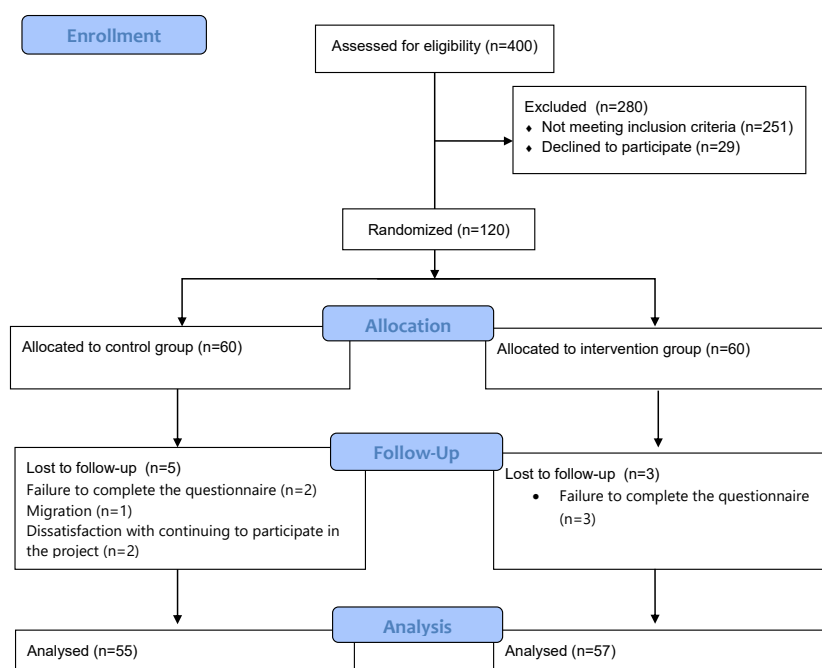 Enrollment
Assessed for eligibility (n=400)
Excluded (n=280)
♦ Not meeting inclusion criteria (n=251)
♦ Declined to participate (n=29)
Randomized (n=120)
Allocation
Allocated to control group (n=60)
Allocated to intervention group (n=60)
Follow-Up
Lost to follow-up (n=5)
Failure to complete the questionnaire (n=2)
Migration (n=1)
Dissatisfaction with continuing to participate in
the project (n=2)
Lost to follow-up (n=3)
• Failure to complete the questionnaire
(n=3)
Analysis
Analysed (n=55)
Analysed (n=57)